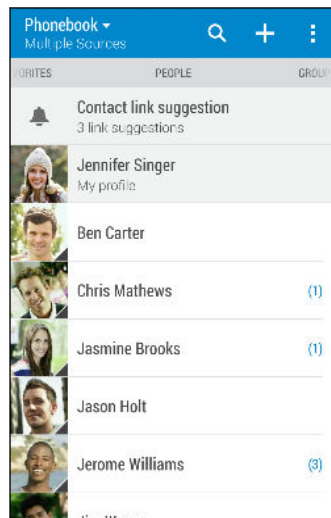 Phonebook
Multiple Sources
ORITES PEOPLE GROUP
Contact link suggestion
3 link suggestions
Jennifer Singer
My profile
Ben Carter
Chris Mathews (1)
Jasmine Brooks (1)
Jason Holt
Jerome Williams (3)